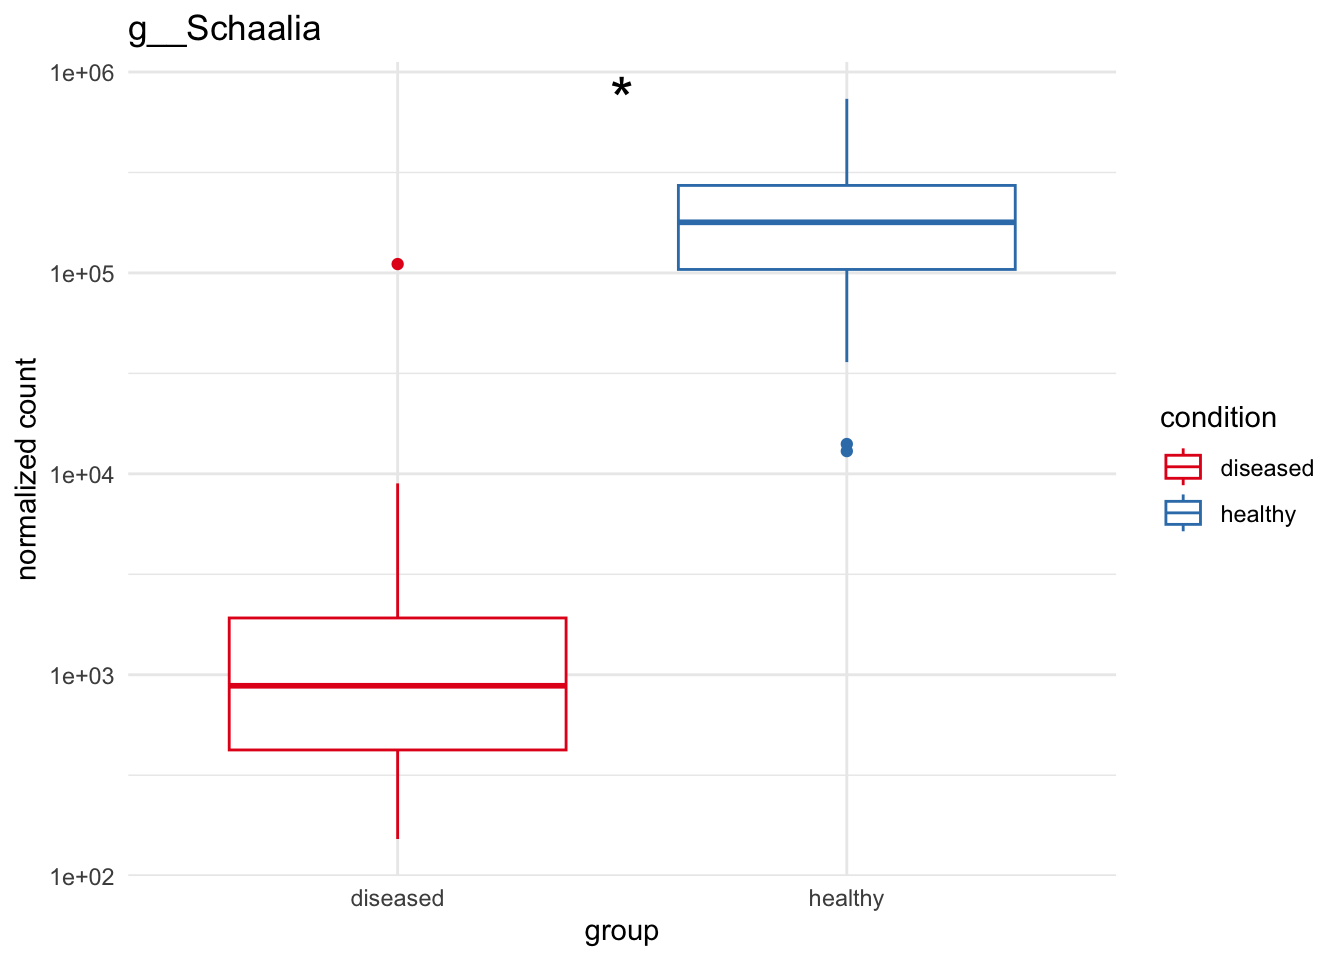 g__Schaalia
*
1e+06
1e+05
1e+04
1e+03
1e+02
normalized count
diseased
healthy
group
condition
diseased
healthy